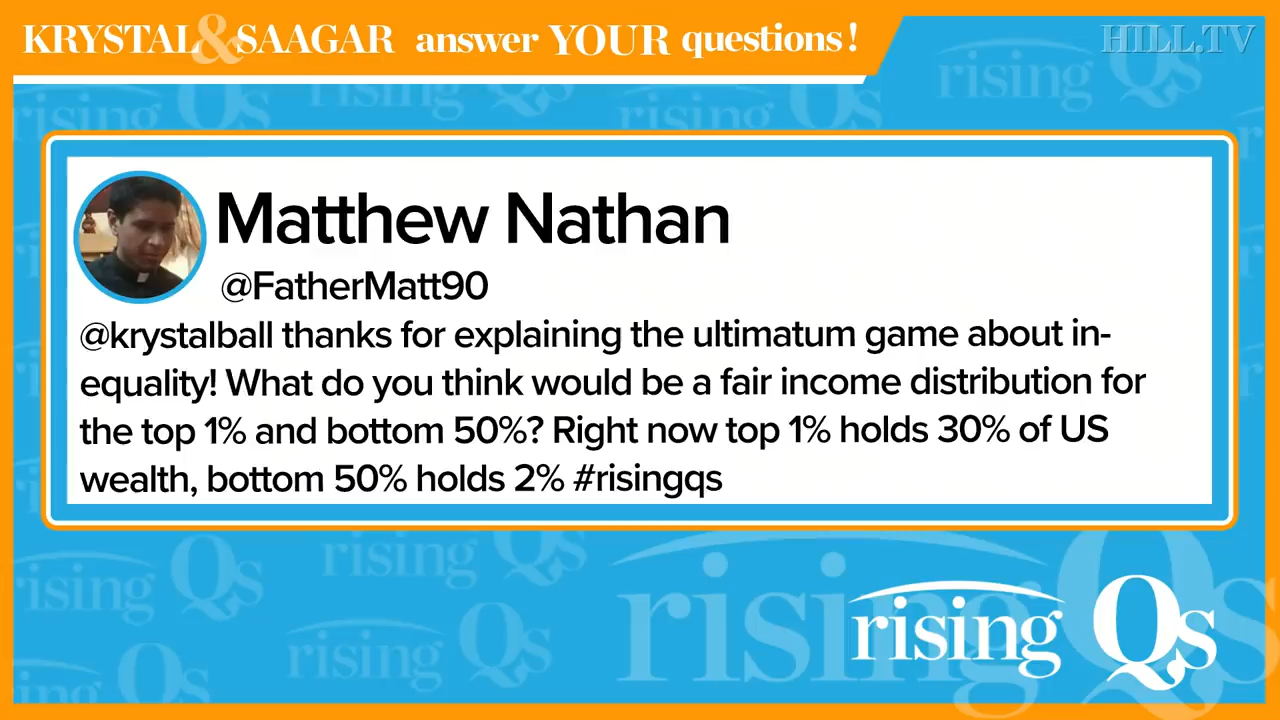 KRYSTAL & SAAGAR answer YOUR questions!
HILL.TV
rising Qs
Matthew Nathan
@FatherMatt90
@krystalball thanks for explaining the ultimatum game about in-
equality! What do you think would be a fair income distribution for
the top 1% and bottom 50%? Right now top 1% holds 30% of US
wealth, bottom 50% holds 2% #risingqs
rising Qs